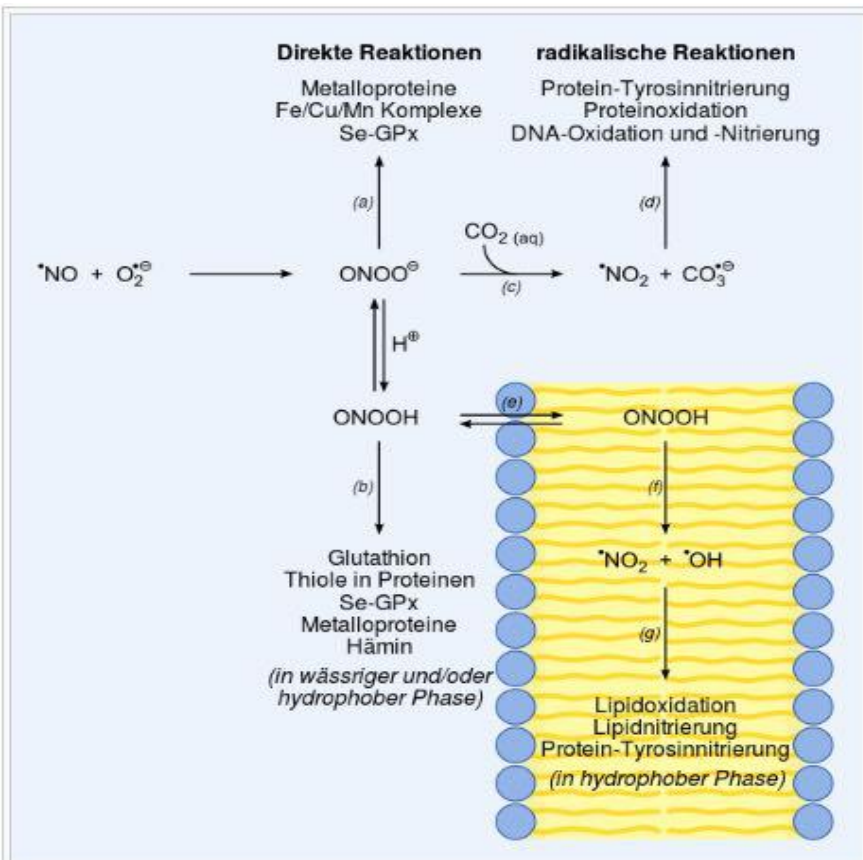 Direkte Reaktionen
radikalische Reaktionen
Metalloproteine
Fe/Cu/Mn Komplexe
Se-GPx
Protein-Tyrosinnitrierung
Proteinoxidation
DNA-Oxidation und -Nitrierung
(a)
(d)
CO₂ (aq)
•NO + O₂•⊖
ONOO⊖
(c)
•NO₂ + CO₃•⊖
H⊕
ONOOH
(e)
ONOOH
(b)
(f)
Glutathion
Thiole in Proteinen
Se-GPx
Metalloproteine
Hämin
(in wässriger und/oder
hydrophober Phase)
•NO₂ + •OH
(g)
Lipidoxidation
Lipidnitrierung
Protein-Tyrosinnitrierung
(in hydrophober Phase)